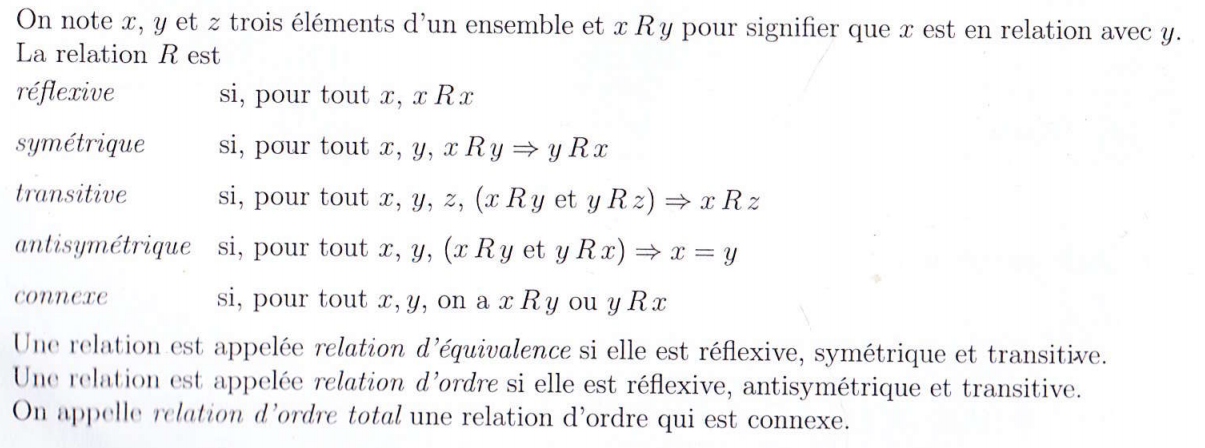 On note x, y et z trois éléments d'un ensemble et x R y pour signifier que x est en relation avec y.
La relation R est
réflexive si, pour tout x, x R x
symétrique si, pour tout x, y, x R y ⇒ y R x
transitive si, pour tout x, y, z, (x R y et y R z) ⇒ x R z
antisymétrique si, pour tout x, y, (x R y et y R x) ⇒ x = y
connexe si, pour tout x, y, on a x R y ou y R x
Une relation est appelée relation d'équivalence si elle est réflexive, symétrique et transitive.
Une relation est appelée relation d'ordre si elle est réflexive, antisymétrique et transitive.
On appelle relation d'ordre total une relation d'ordre qui est connexe.